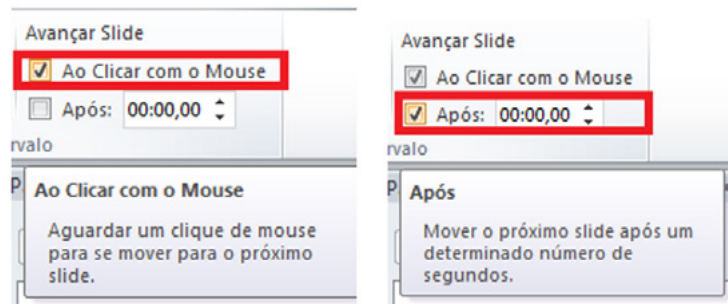 Avançar Slide
Ao Clicar com o Mouse
Após: 00:00,00
rvalo
P
Ao Clicar com o Mouse
Aguardar um clique de mouse
para se mover para o próximo
slide.
Avançar Slide
Ao Clicar com o Mouse
Após: 00:00,00
rvalo
P
Após
Mover o próximo slide após um
determinado número de
segundos.